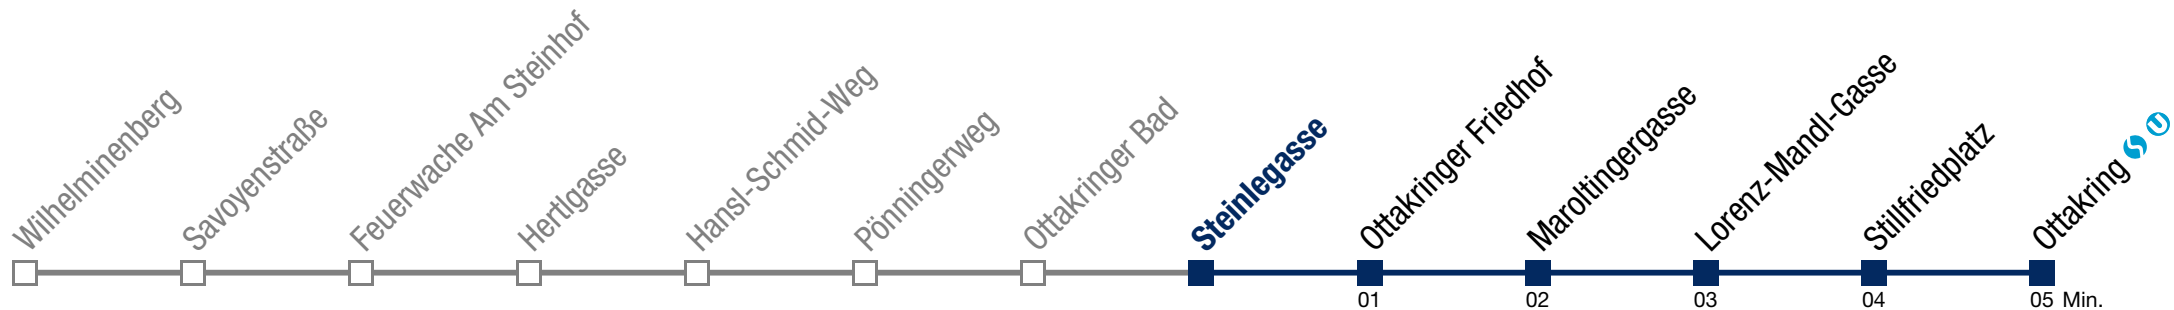 Wilhelminenberg
Savoyenstraße
Feuerwache Am Steinhof
Hertlgasse
Hansl-Schmid-Weg
Pönningerweg
Ottakringer Bad
Steinlegasse
Ottakringer Friedhof
Maroltingergasse
Lorenz-Mandl-Gasse
Stillfriedplatz
Ottakring S U
01 02 03 04 05 Min.